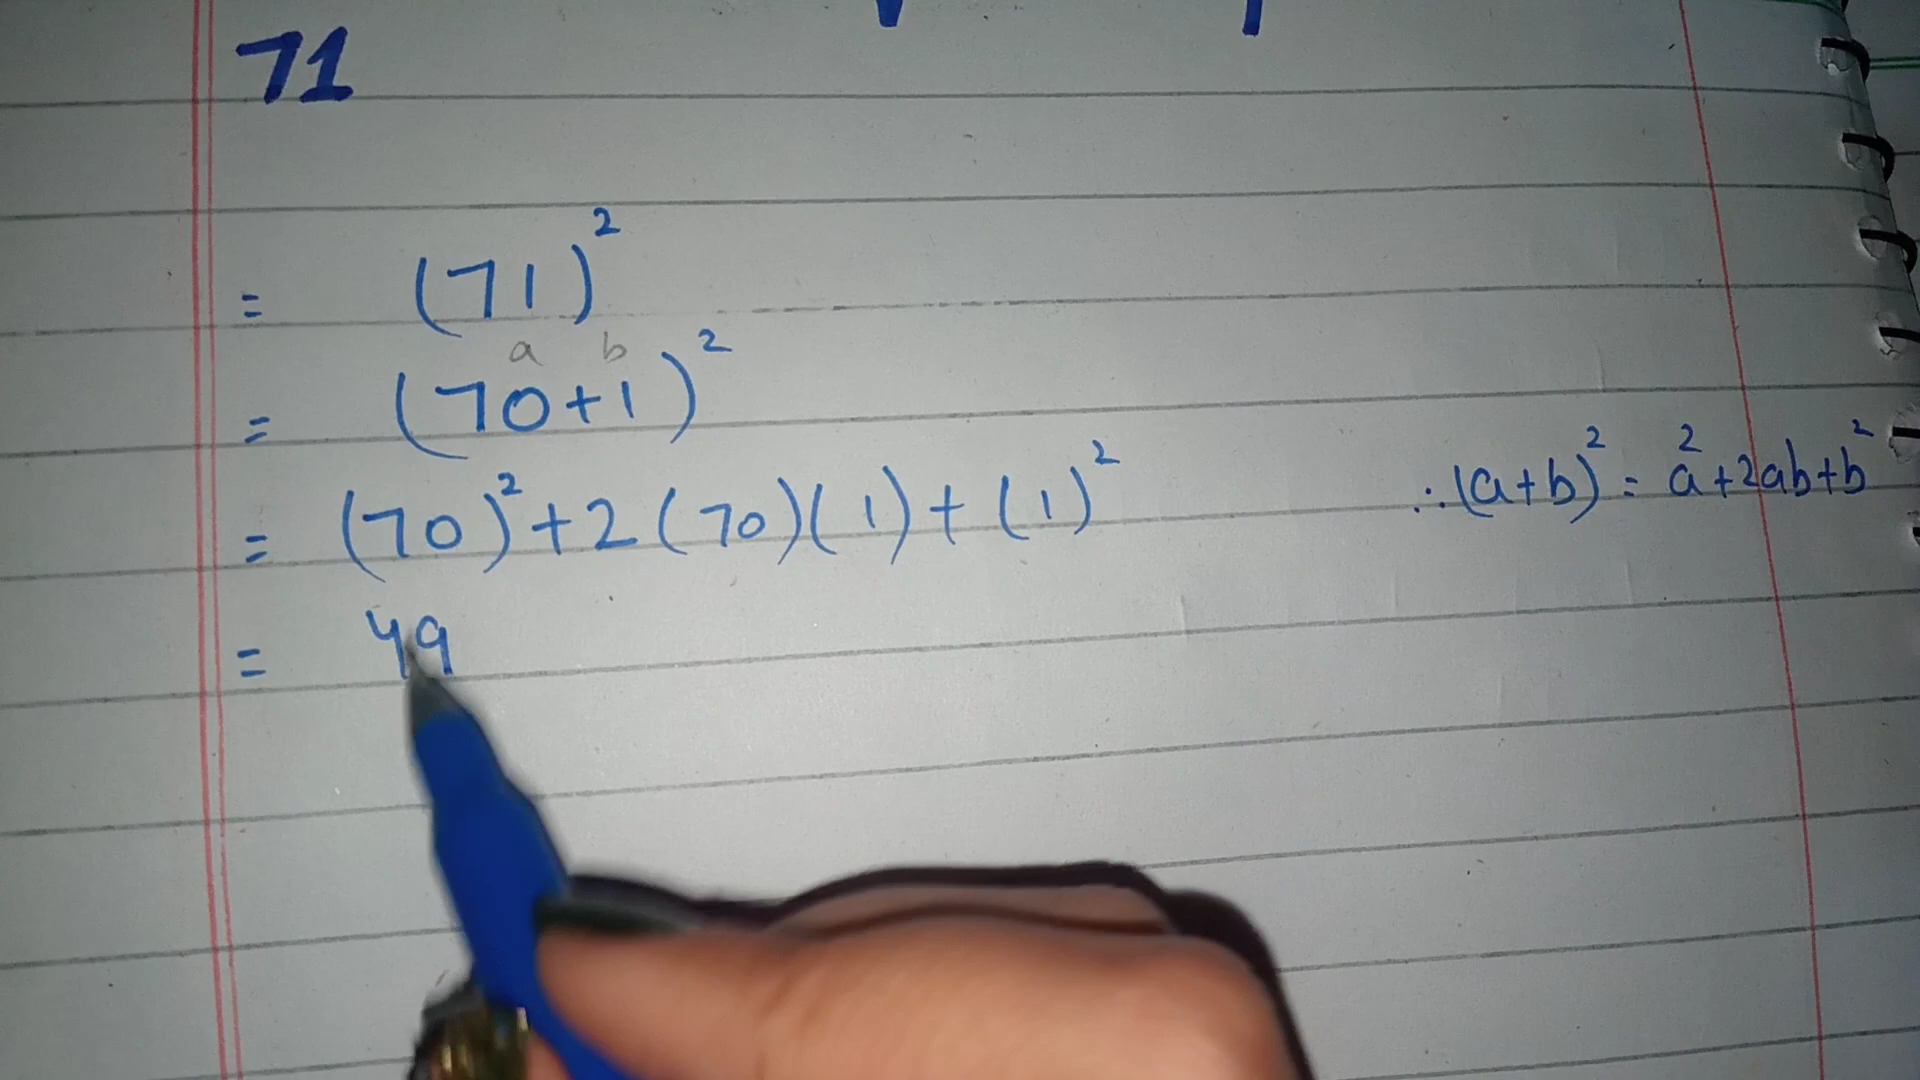 71
= (71)²
a b
= (70+1)²
= (70)²+2(70)(1)+(1)² ∴(a+b)² = a²+2ab+b²
= 49